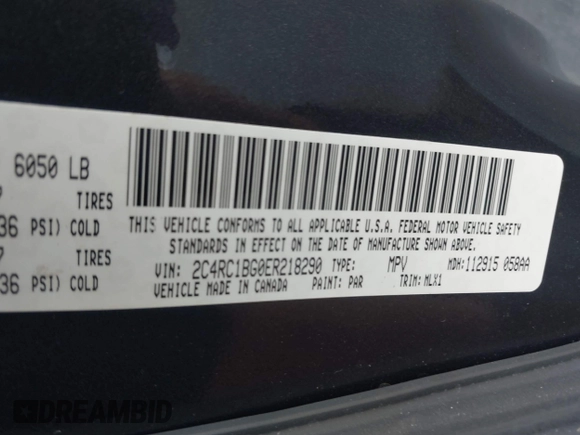 6050 LB
TIRES
36 PSI) COLD
TIRES
36 PSI) COLD
THIS VEHICLE CONFORMS TO ALL APPLICABLE U.S.A. FEDERAL MOTOR VEHICLE SAFETY
STANDARDS IN EFFECT ON THE DATE OF MANUFACTURE SHOWN ABOVE.
VIN: 2C4RC1BG0ER218290 TYPE: MPV MDH: 112915 058AA
VEHICLE MADE IN CANADA PAINT: PAR TRIM: MLX1
DREAMBID